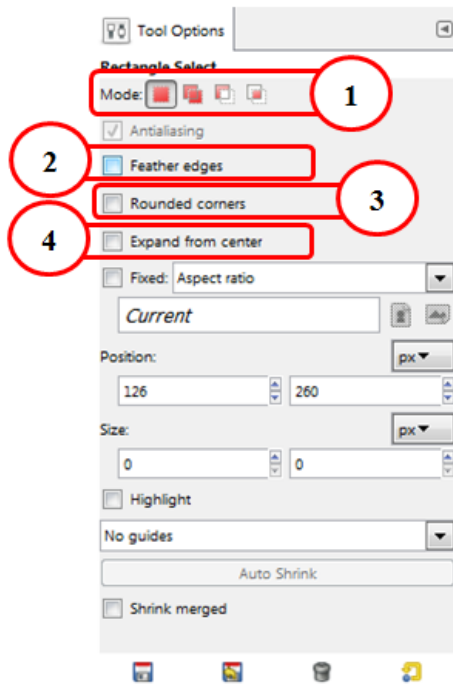 Tool Options
Rectangle Select
Mode:
1
Antialiasing
2
Feather edges
Rounded corners
3
4
Expand from center
Fixed: Aspect ratio
Current
Position:
px
126
260
Size:
px
0
0
Highlight
No guides
Auto Shrink
Shrink merged